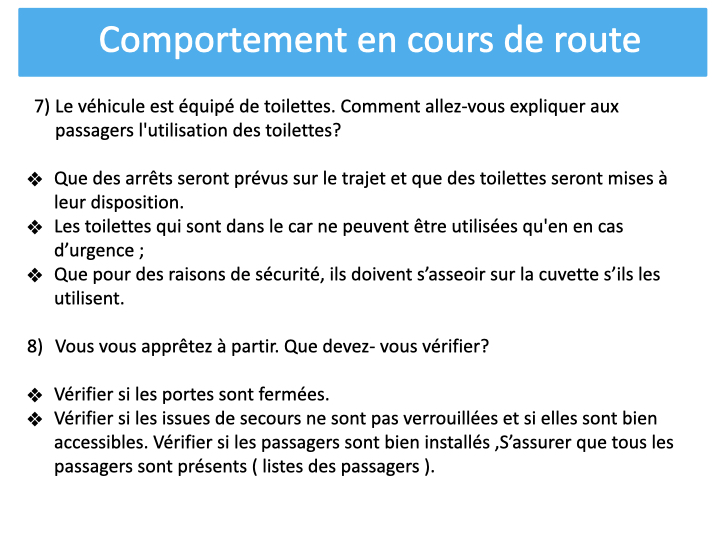 Comportement en cours de route
7) Le véhicule est équipé de toilettes. Comment allez-vous expliquer aux
passagers l'utilisation des toilettes?
❖ Que des arrêts seront prévus sur le trajet et que des toilettes seront mises à
leur disposition.
❖ Les toilettes qui sont dans le car ne peuvent être utilisées qu'en en cas
d’urgence ;
❖ Que pour des raisons de sécurité, ils doivent s’asseoir sur la cuvette s’ils les
utilisent.
8) Vous vous apprêtez à partir. Que devez- vous vérifier?
❖ Vérifier si les portes sont fermées.
❖ Vérifier si les issues de secours ne sont pas verrouillées et si elles sont bien
accessibles. Vérifier si les passagers sont bien installés ,S’assurer que tous les
passagers sont présents ( listes des passagers ).